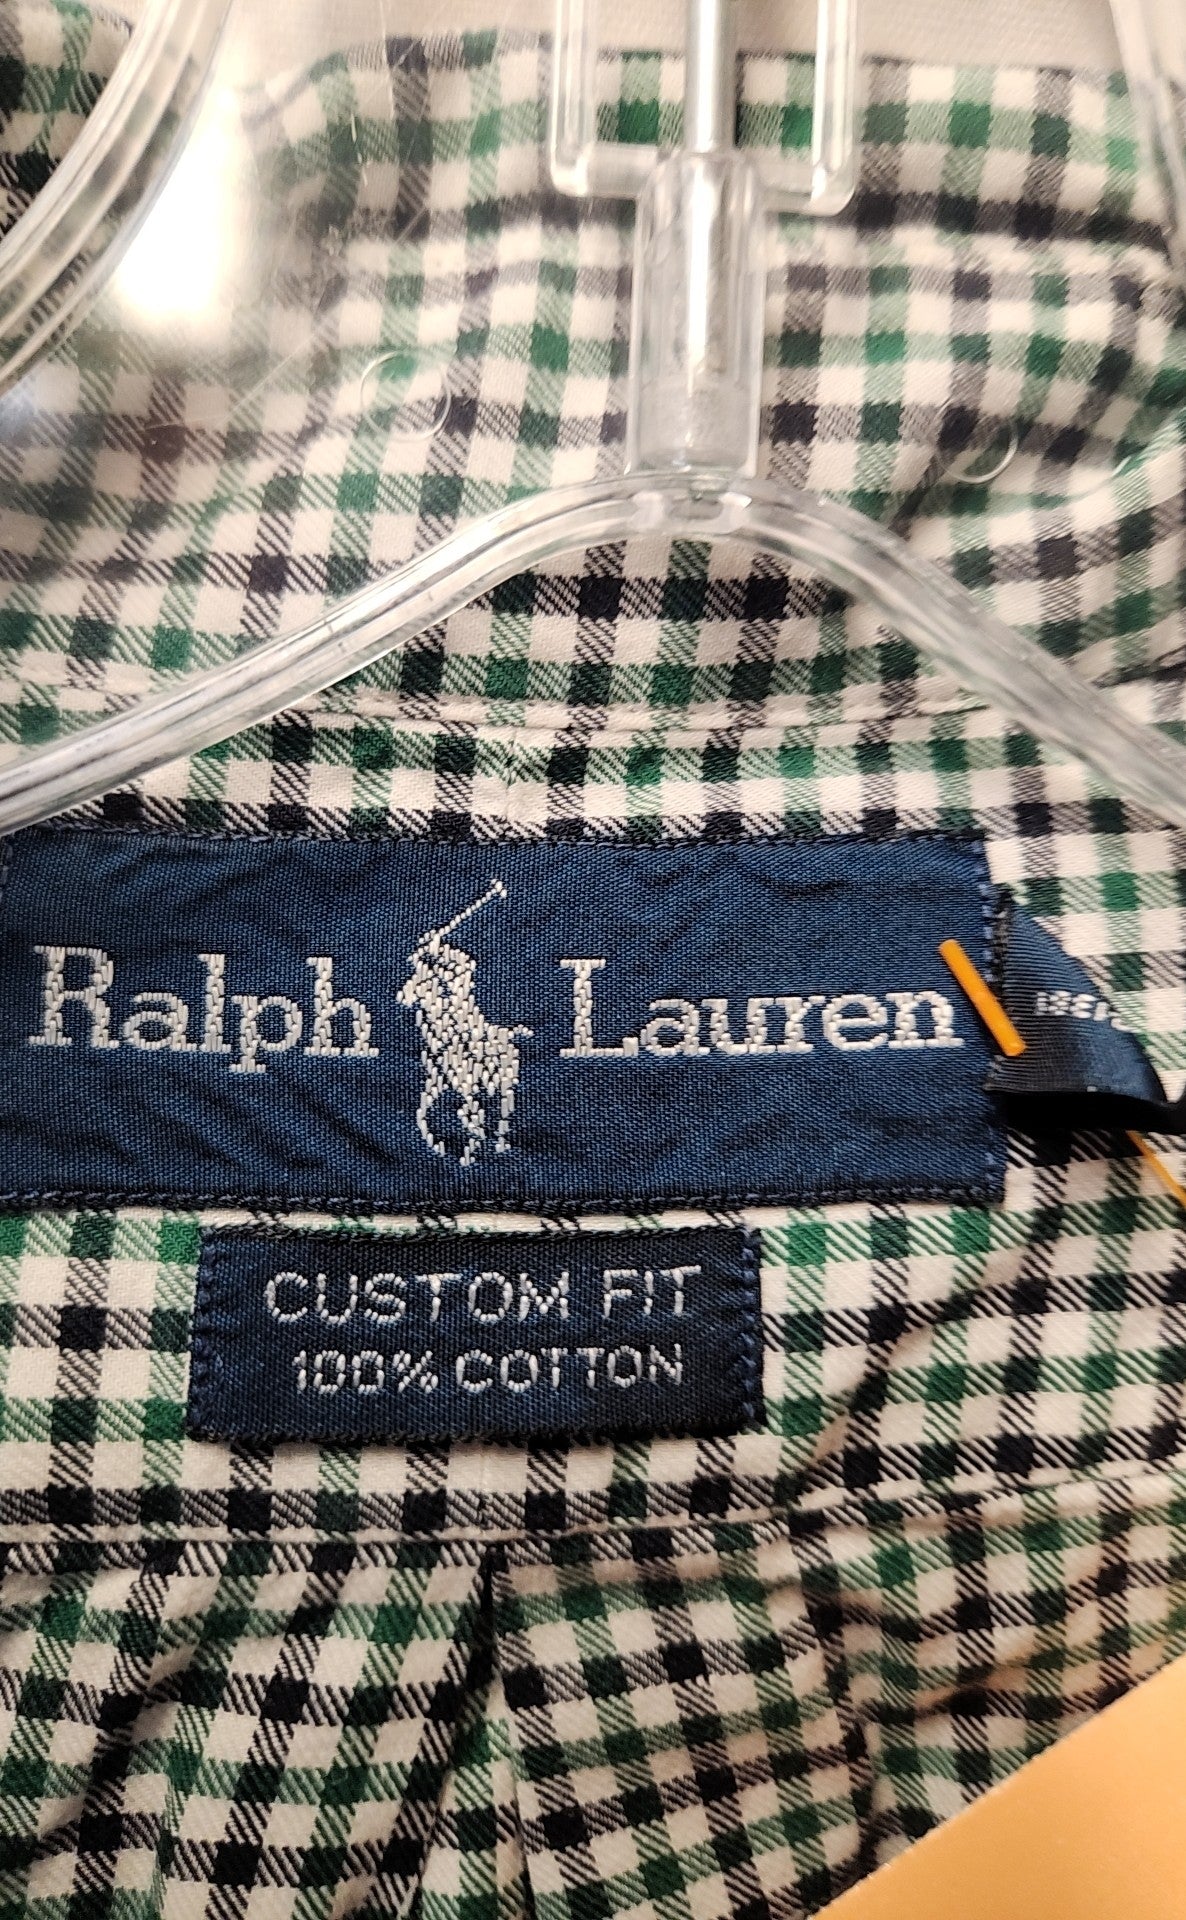 Ralph Lauren
CUSTOM FIT
100% COTTON